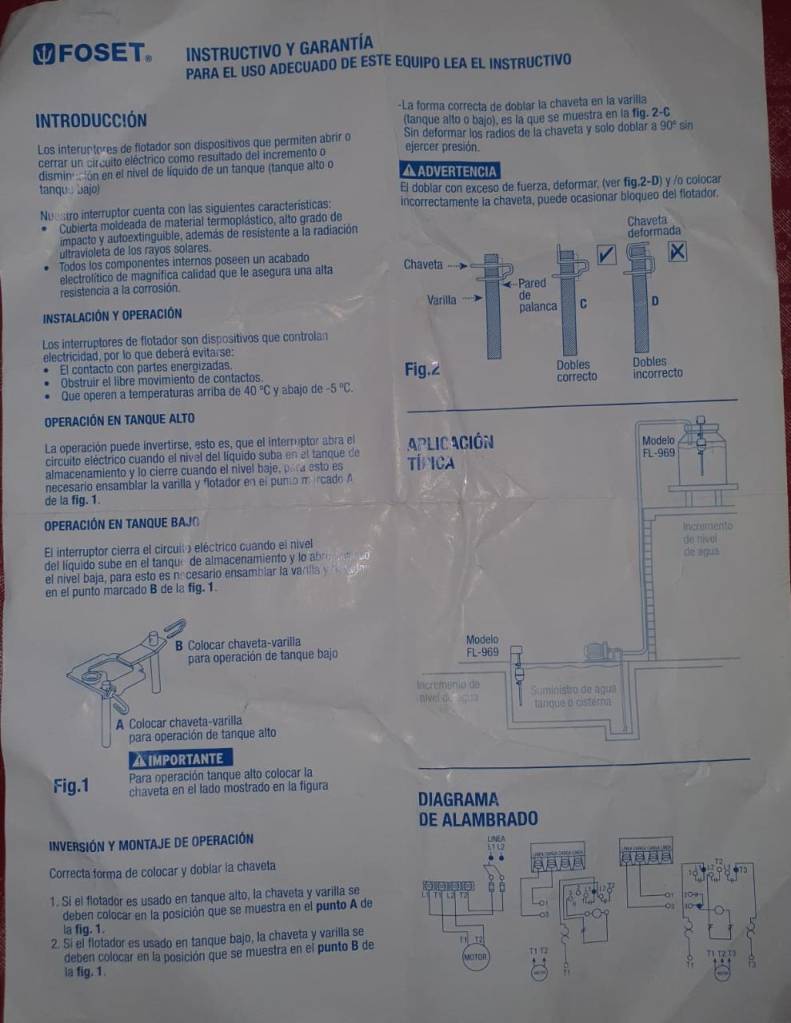 FOSET®
INSTRUCTIVO Y GARANTÍA
PARA EL USO ADECUADO DE ESTE EQUIPO LEA EL INSTRUCTIVO
INTRODUCCIÓN
Los interuptores de flotador son dispositivos que permiten abrir o
cerrar un circuito eléctrico como resultado del incremento o
disminución en el nivel de líquido de un tanque (tanque alto o
tanque bajo)
Nuestro interruptor cuenta con las siguientes características:
• Cubierta moldeada de material termoplástico, alto grado de
impacto y autoextinguible, además de resistente a la radiación
ultravioleta de los rayos solares.
• Todos los componentes internos poseen un acabado
electrolítico de magnífica calidad que le asegura una alta
resistencia a la corrosión.
INSTALACIÓN Y OPERACIÓN
Los interruptores de flotador son dispositivos que controlan
electricidad, por lo que deberá evitarse:
• El contacto con partes energizadas.
• Obstruir el libre movimiento de contactos.
• Que operen a temperaturas arriba de 40 °C y abajo de -5 °C.
OPERACIÓN EN TANQUE ALTO
La operación puede invertirse, esto es, que el interruptor abra el
circuito eléctrico cuando el nivel del líquido suba en el tanque de
almacenamiento y lo cierre cuando el nivel baje, para esto es
necesario ensamblar la varilla y flotador en el punto marcado A
de la fig. 1.
OPERACIÓN EN TANQUE BAJO
El interruptor cierra el circuito eléctrico cuando el nivel
del líquido sube en el tanque de almacenamiento y lo abre
el nivel baja, para esto es necesario ensamblar la varilla y
en el punto marcado B de la fig. 1.
B Colocar chaveta-varilla
para operación de tanque bajo
A Colocar chaveta-varilla
para operación de tanque alto
IMPORTANTE
Para operación tanque alto colocar la
chaveta en el lado mostrado en la figura
Fig.1
INVERSIÓN Y MONTAJE DE OPERACIÓN
Correcta forma de colocar y doblar la chaveta
1. Si el flotador es usado en tanque alto, la chaveta y varilla se
deben colocar en la posición que se muestra en el punto A de
la fig. 1.
2. Si el flotador es usado en tanque bajo, la chaveta y varilla se
deben colocar en la posición que se muestra en el punto B de
la fig. 1.
-La forma correcta de doblar la chaveta en la varilla
(tanque alto o bajo), es la que se muestra en la fig. 2-C
Sin deformar los radios de la chaveta y solo doblar a 90° sin
ejercer presión.
ADVERTENCIA
El doblar con exceso de fuerza, deformar, (ver fig.2-D) y /o colocar
incorrectamente la chaveta, puede ocasionar bloqueo del flotador.
Chaveta
deformada
Chaveta
Varilla
Pared
de
palanca
C
D
Fig.2
Dobles
correcto
Dobles
incorrecto
APLICACIÓN
TÍPICA
Modelo
FL-969
Incremento
de nivel
de agua
Modelo
FL-969
Incremento de
nivel de agua
Suministro de agua
tanque o cisterna
DIAGRAMA
DE ALAMBRADO
LINEA
L1 L2
L1 T1 L2 T2
T1 T2
MOTOR
T1 T2
T1
T2
T3
T1 T2 T3
T1
T3